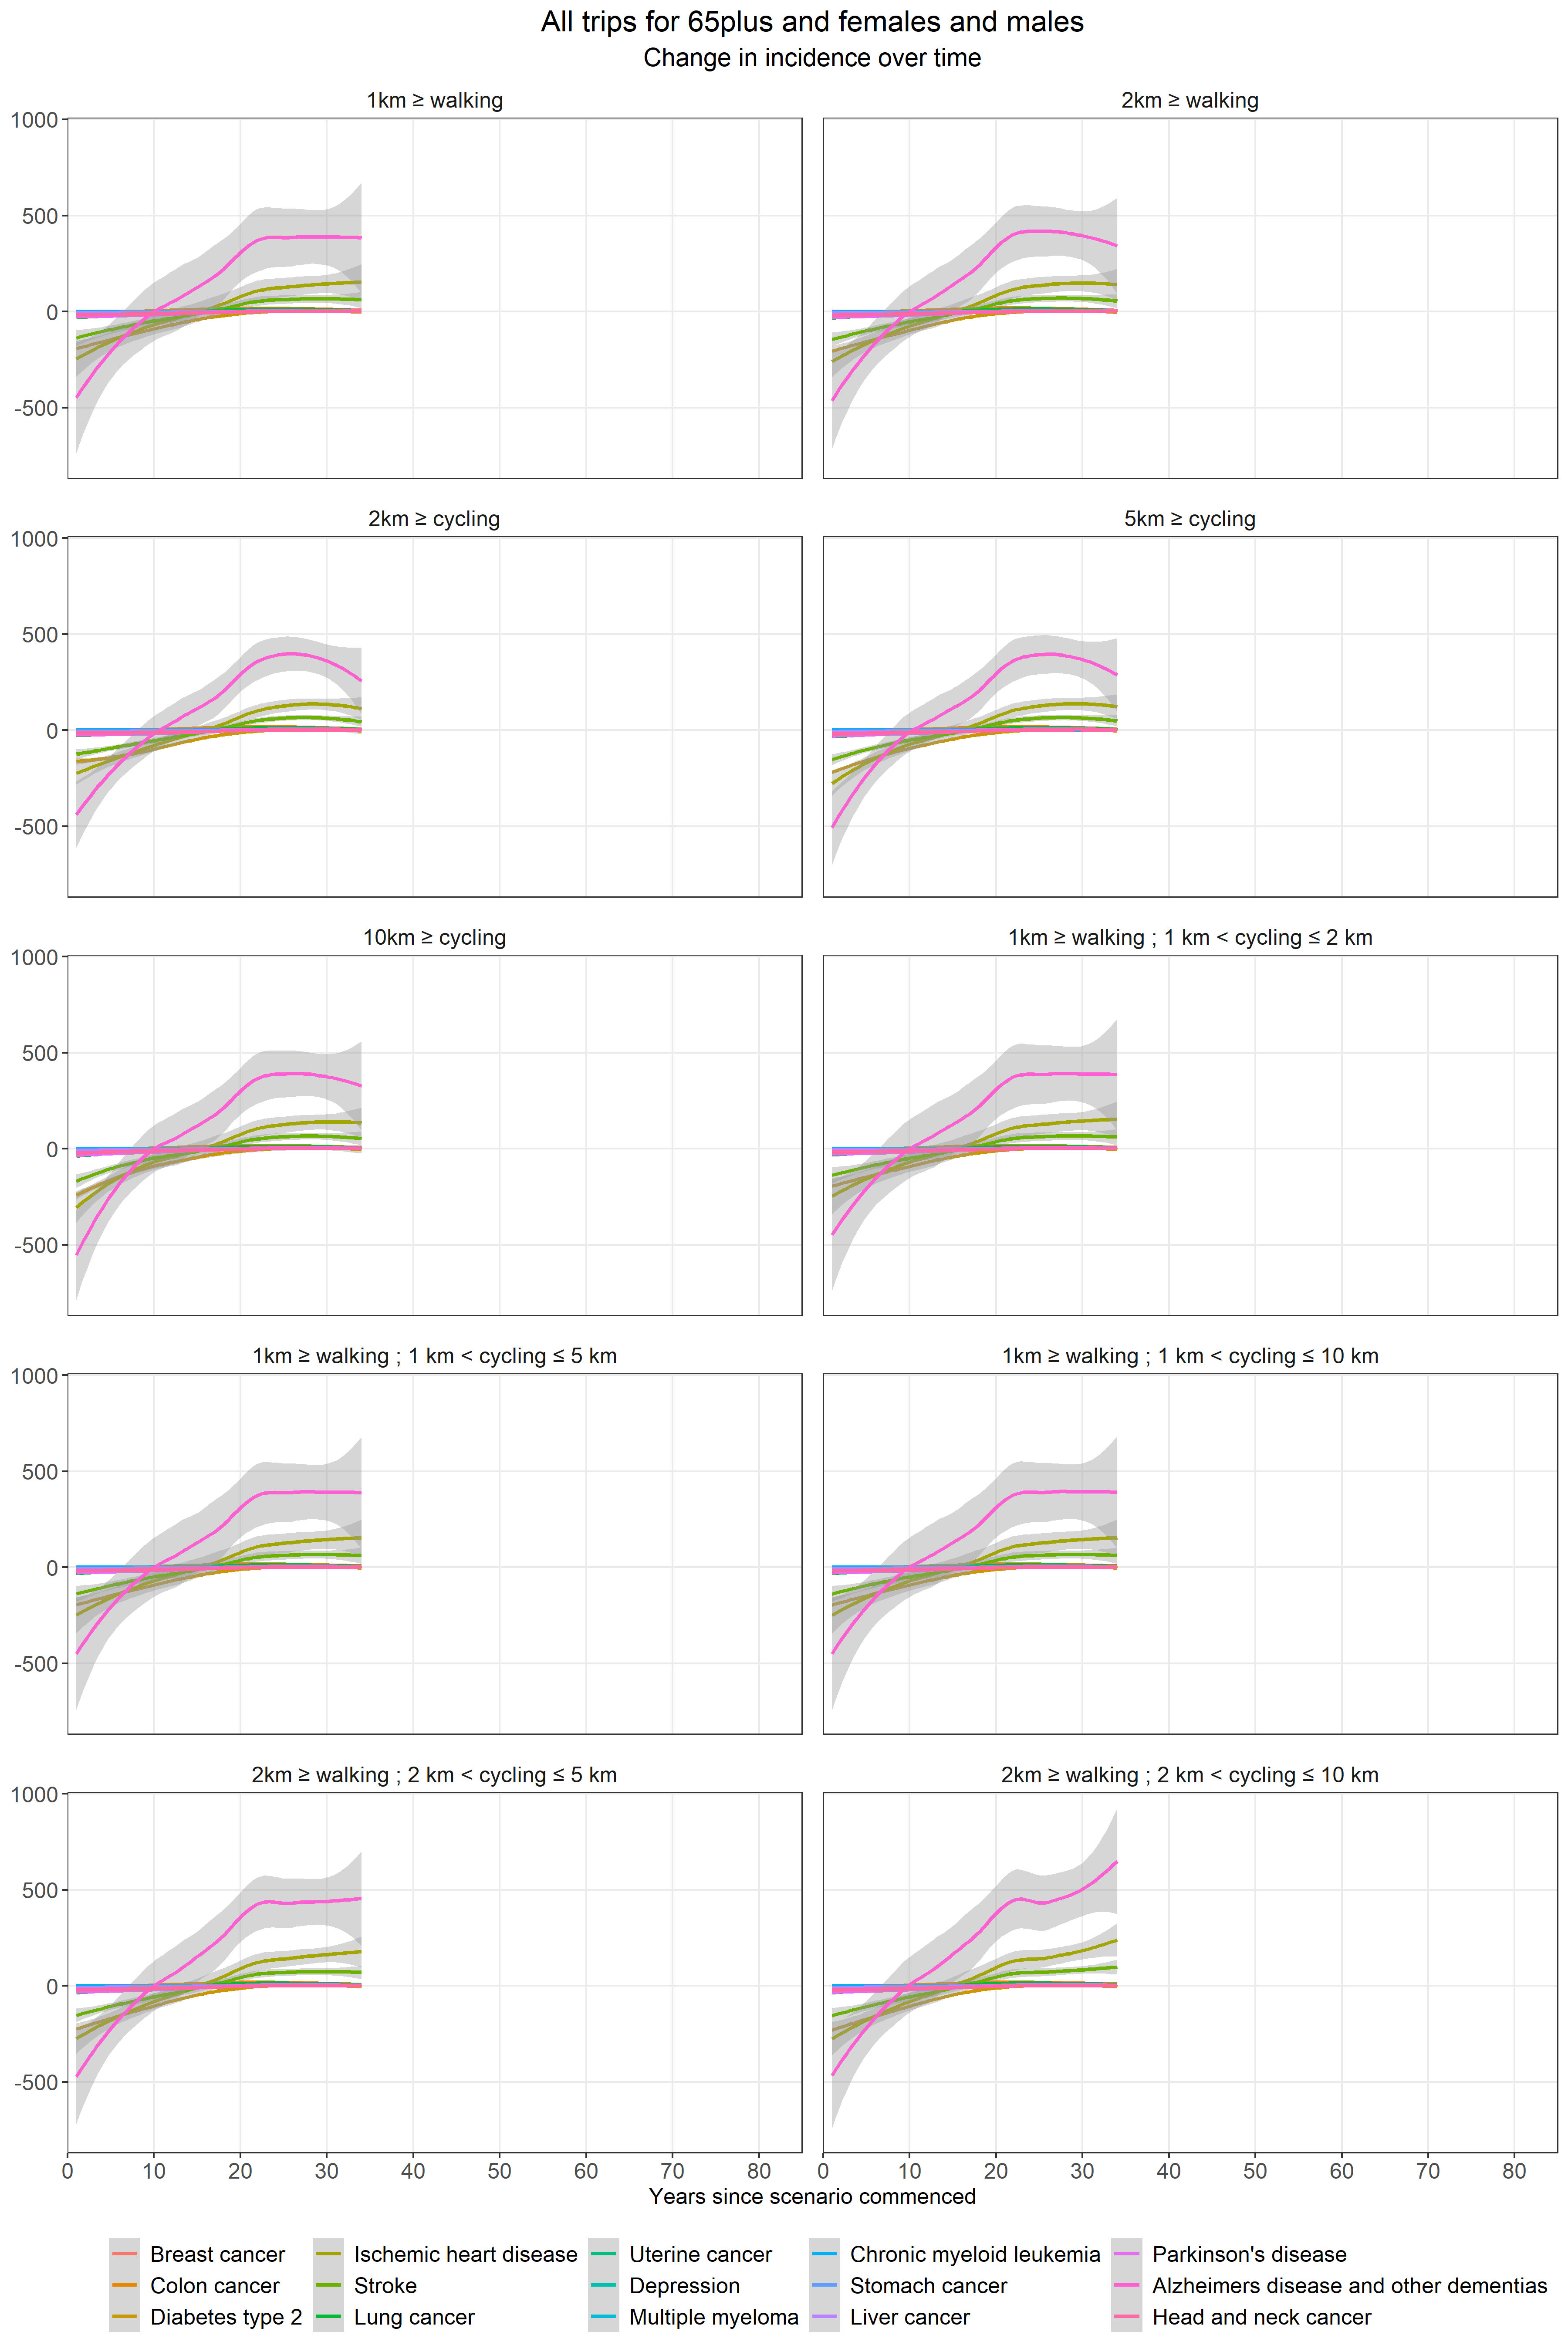 All trips for 65plus and females and males
Change in incidence over time
1km ≥ walking
2km ≥ walking
1000
500
0
-500
2km ≥ cycling
5km ≥ cycling
1000
500
0
-500
10km ≥ cycling
1km ≥ walking ; 1 km < cycling ≤ 2 km
1000
500
0
-500
1km ≥ walking ; 1 km < cycling ≤ 5 km
1km ≥ walking ; 1 km < cycling ≤ 10 km
1000
500
0
-500
2km ≥ walking ; 2 km < cycling ≤ 5 km
2km ≥ walking ; 2 km < cycling ≤ 10 km
1000
500
0
-500
0 10 20 30 40 50 60 70 80
0 10 20 30 40 50 60 70 80
Years since scenario commenced
Breast cancer Ischemic heart disease Uterine cancer Chronic myeloid leukemia Parkinson's disease
Colon cancer Stroke Depression Stomach cancer Alzheimers disease and other dementias
Diabetes type 2 Lung cancer Multiple myeloma Liver cancer Head and neck cancer